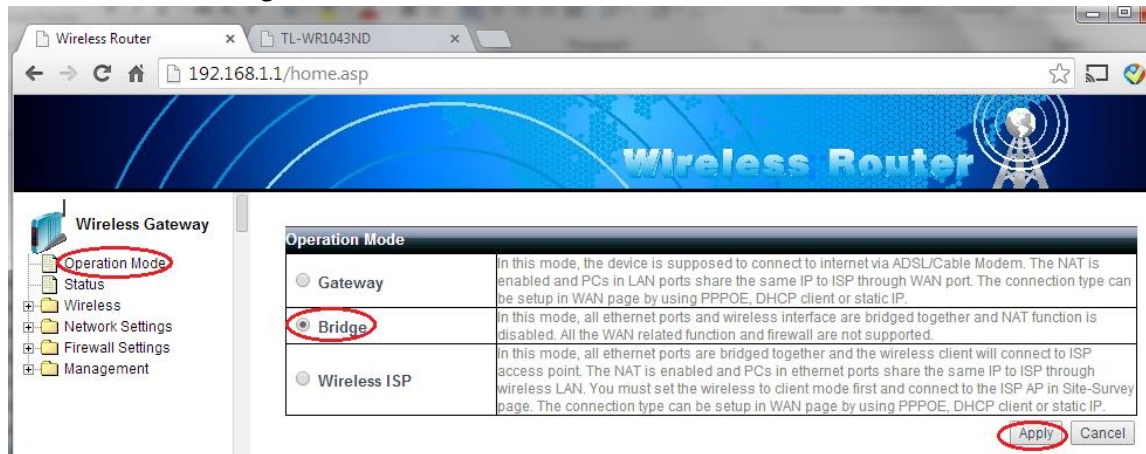 Wireless Router
TL-WR1043ND
192.168.1.1/home.asp
Wireless Router
Wireless Gateway
Operation Mode
Status
Wireless
Network Settings
Firewall Settings
Management
Operation Mode
Gateway
In this mode, the device is supposed to connect to internet via ADSL/Cable Modem. The NAT is
enabled and PCs in LAN ports share the same IP to ISP through WAN port. The connection type can
be setup in WAN page by using PPPOE, DHCP client or static IP.
Bridge
In this mode, all ethernet ports and wireless interface are bridged together and NAT function is
disabled. All the WAN related function and firewall are not supported.
Wireless ISP
In this mode, all ethernet ports are bridged together and the wireless client will connect to ISP
access point. The NAT is enabled and PCs in ethernet ports share the same IP to ISP through
wireless LAN. You must set the wireless to client mode first and connect to the ISP AP in Site-Survey
page. The connection type can be setup in WAN page by using PPPOE, DHCP client or static IP.
Apply Cancel